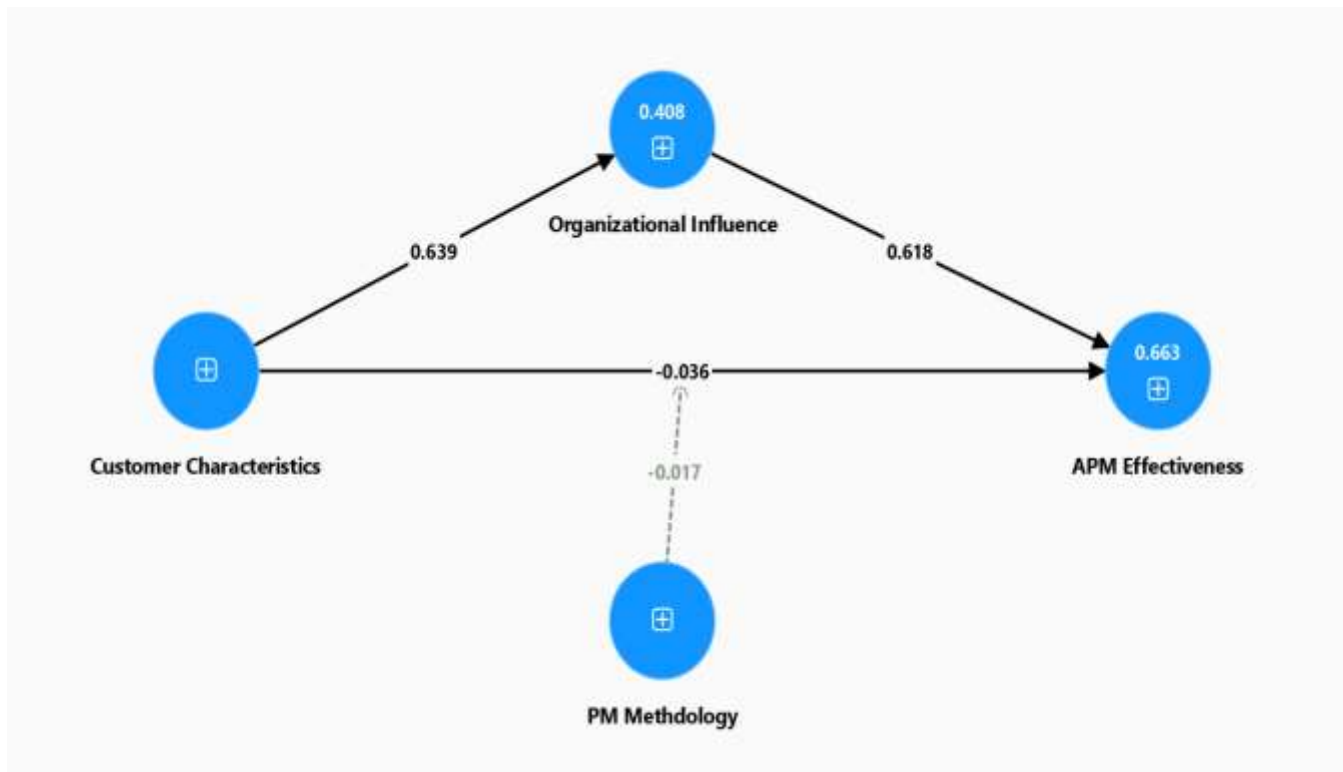 0.408
Organizational Influence
0.639
0.618
-0.036
0.663
Customer Characteristics
APM Effectiveness
-0.017
PM Methdology